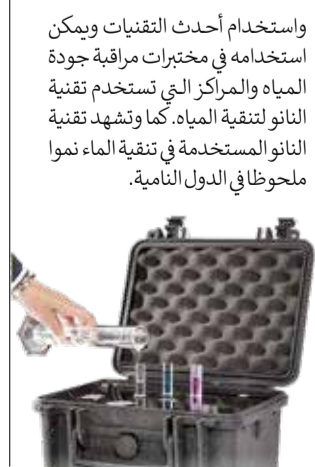 واستخدام أحدث التقنيات ويمكن
استخدامه في مختبرات مراقبة جودة
المياه والمراكز التي تستخدم تقنية
النانو لتنقية المياه. كما وتشهد تقنية
النانو المستخدمة في تنقية الماء نموا
ملحوظا في الدول النامية.